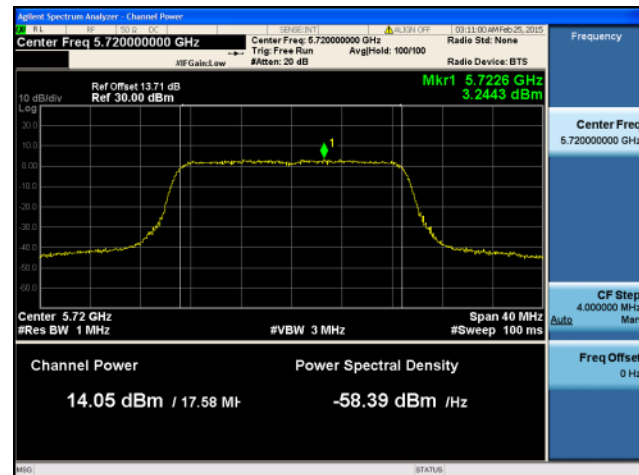 Agilent Spectrum Analyzer - Channel Power
RL RF 50 Ω DC SENSE:INT ALIGN OFF 03:11:00 AM Feb 25, 2015
Center Freq 5.720000000 GHz
Center Freq: 5.720000000 GHz Radio Std: None
Trig: Free Run Avg|Hold: 100/100
#IFGain:Low #Atten: 20 dB Radio Device: BTS
Ref Offset 13.71 dB
10 dB/div Ref 30.00 dBm
Mkr1 5.7226 GHz
3.2443 dBm
Log
20.0
10.0
0.00
-10.0
-20.0
-30.0
-40.0
-50.0
-60.0
1
Center 5.72 GHz Span 40 MHz
#Res BW 1 MHz #VBW 3 MHz #Sweep 100 ms
Channel Power Power Spectral Density
14.05 dBm / 17.58 MH -58.39 dBm /Hz
MSG STATUS
Frequency
Center Freq
5.720000000 GHz
CF Step
4.000000 MHz
Auto Man
Freq Offset
0 Hz